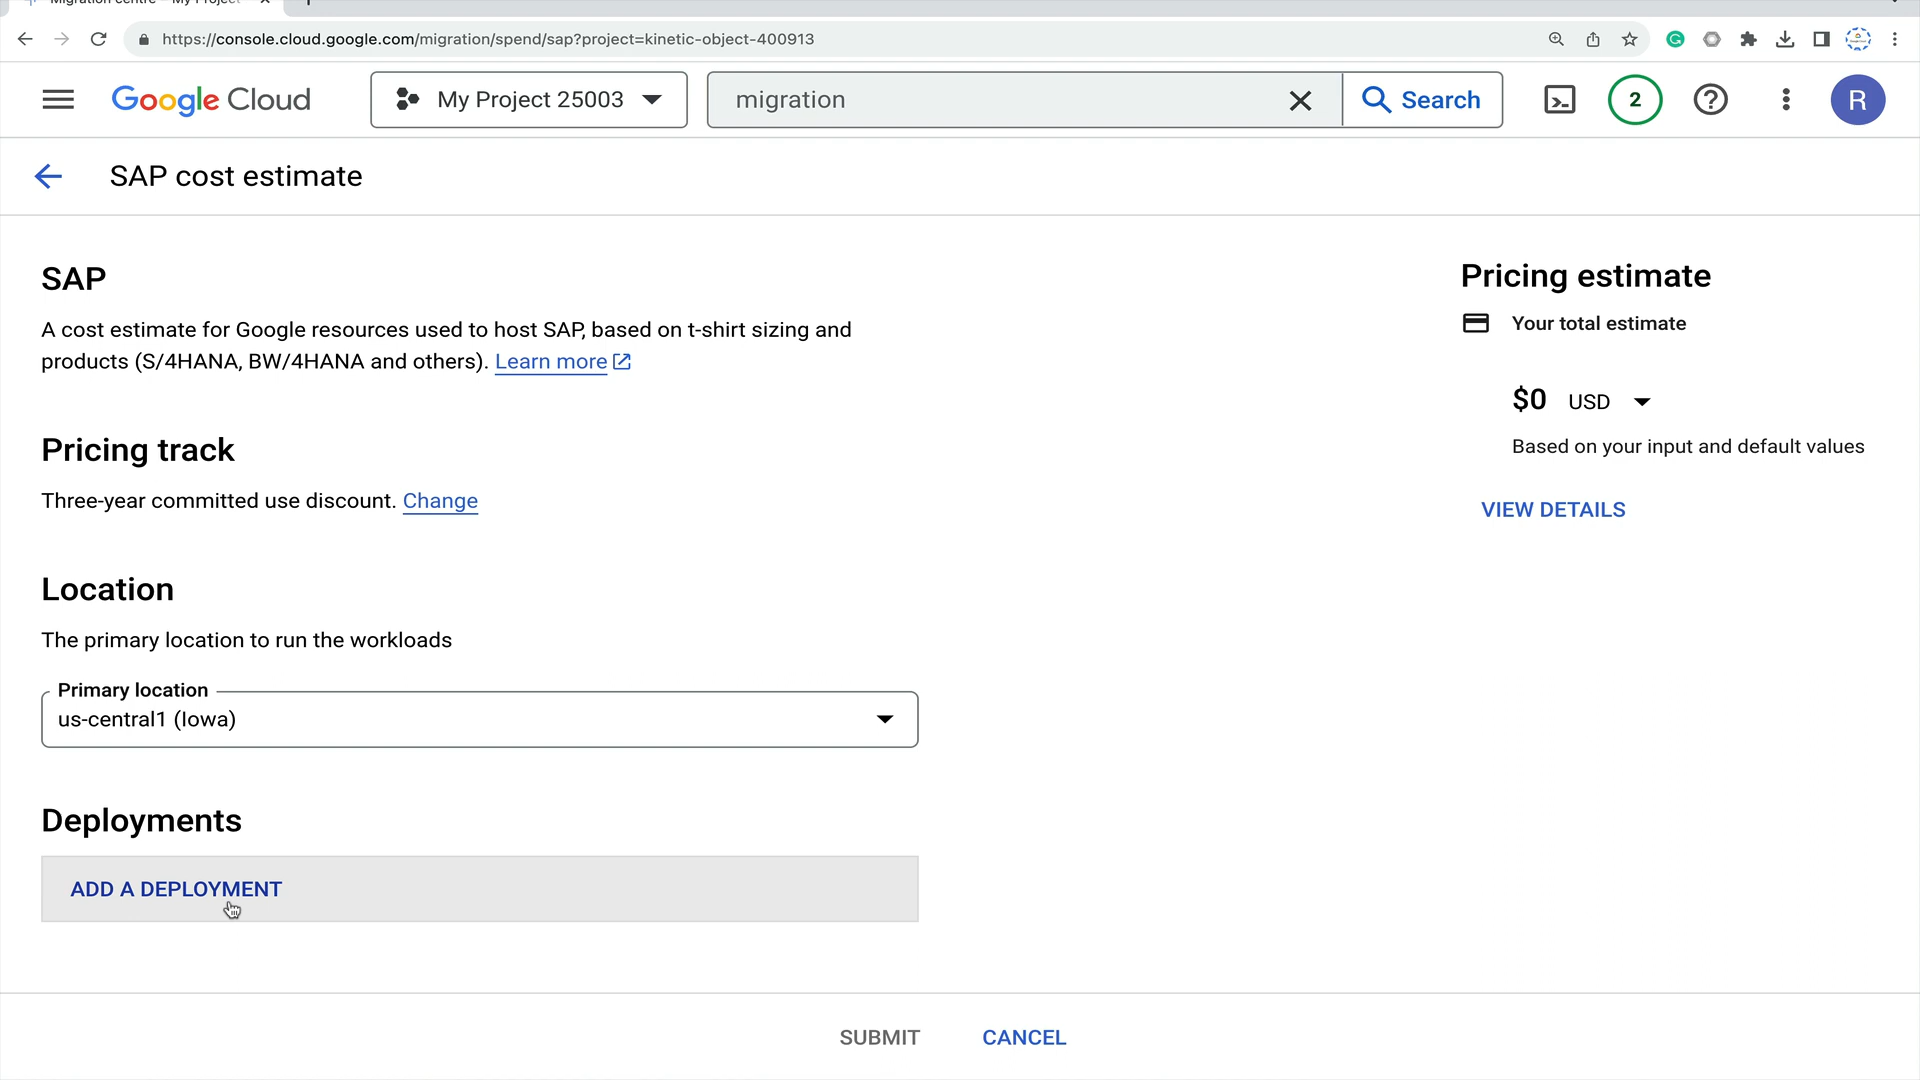 Migration centre – My Project
https://console.cloud.google.com/migration/spend/sap?project=kinetic-object-400913
Google Cloud
My Project 25003
migration
Search
2
R
SAP cost estimate
SAP
A cost estimate for Google resources used to host SAP, based on t-shirt sizing and
products (S/4HANA, BW/4HANA and others). Learn more
Pricing track
Three-year committed use discount. Change
Location
The primary location to run the workloads
Primary location
us-central1 (Iowa)
Deployments
ADD A DEPLOYMENT
Pricing estimate
Your total estimate
$0 USD
Based on your input and default values
VIEW DETAILS
SUBMIT
CANCEL